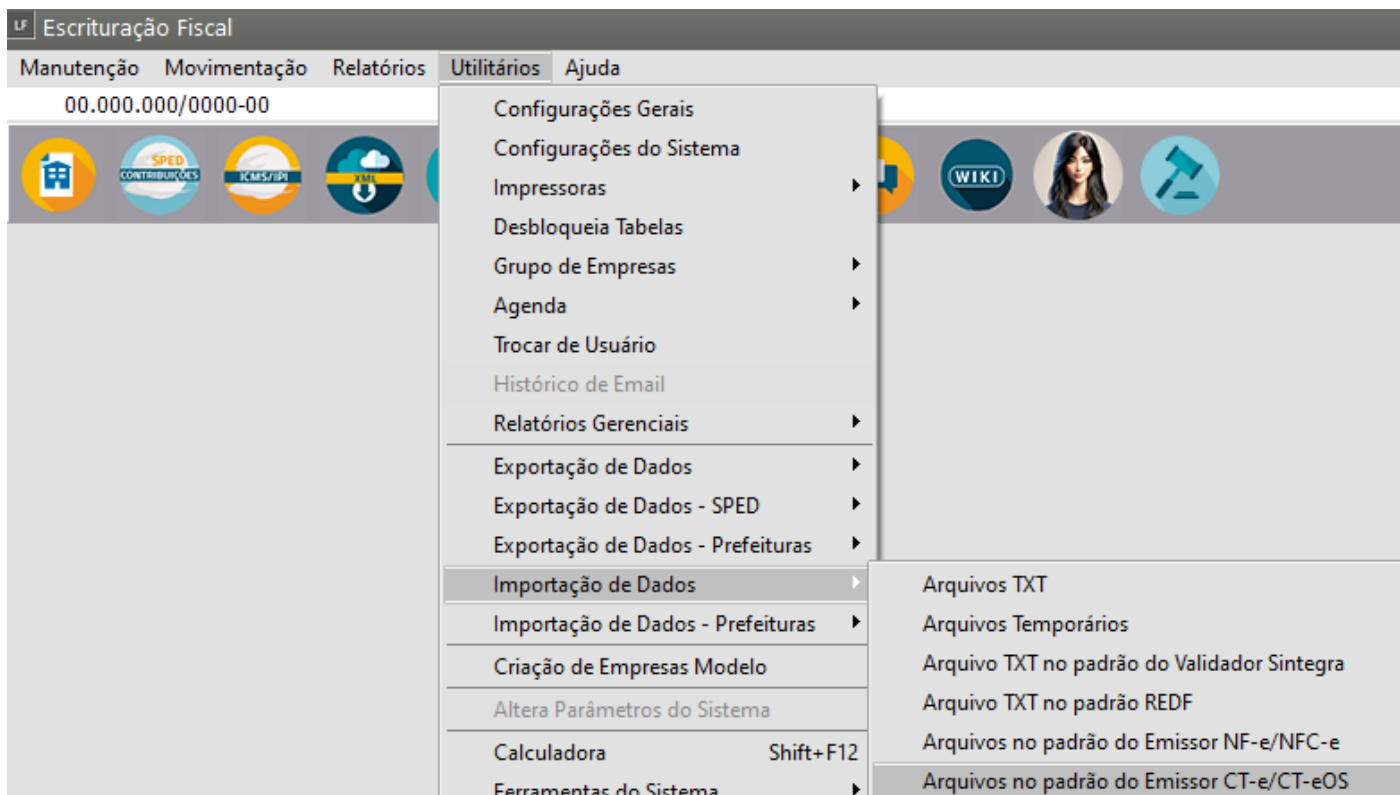 LF Escrituração Fiscal
Manutenção Movimentação Relatórios Utilitários Ajuda
00.000.000/0000-00
SPED CONTRIBUIÇÕES
ICMS/IPI
XML
WIKI
Configurações Gerais
Configurações do Sistema
Impressoras
Desbloqueia Tabelas
Grupo de Empresas
Agenda
Trocar de Usuário
Histórico de Email
Relatórios Gerenciais
Exportação de Dados
Exportação de Dados - SPED
Exportação de Dados - Prefeituras
Importação de Dados
Importação de Dados - Prefeituras
Criação de Empresas Modelo
Altera Parâmetros do Sistema
Calculadora Shift+F12
Ferramentas do Sistema
Arquivos TXT
Arquivos Temporários
Arquivo TXT no padrão do Validador Sintegra
Arquivo TXT no padrão REDF
Arquivos no padrão do Emissor NF-e/NFC-e
Arquivos no padrão do Emissor CT-e/CT-eOS